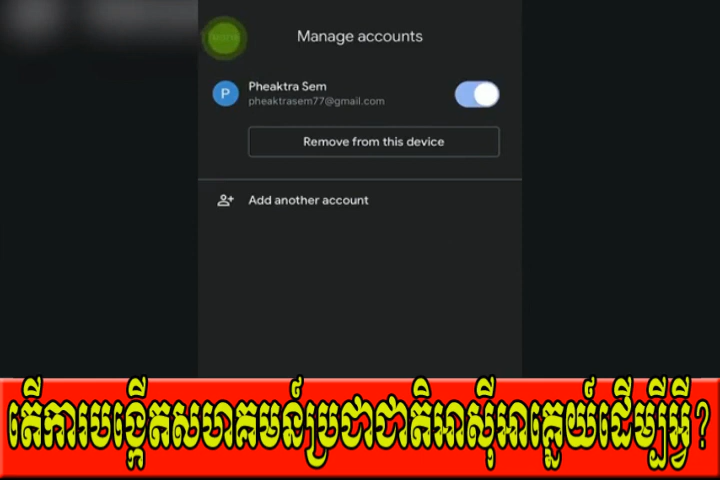 Manage accounts
P
Pheaktra Sem
pheaktrasem77@gmail.com
Remove from this device
Add another account
តើការបង្កើតសហគមន៍ប្រជាជាតិអាស៊ីអាគ្នេយ៍ដើម្បីអ្វី?